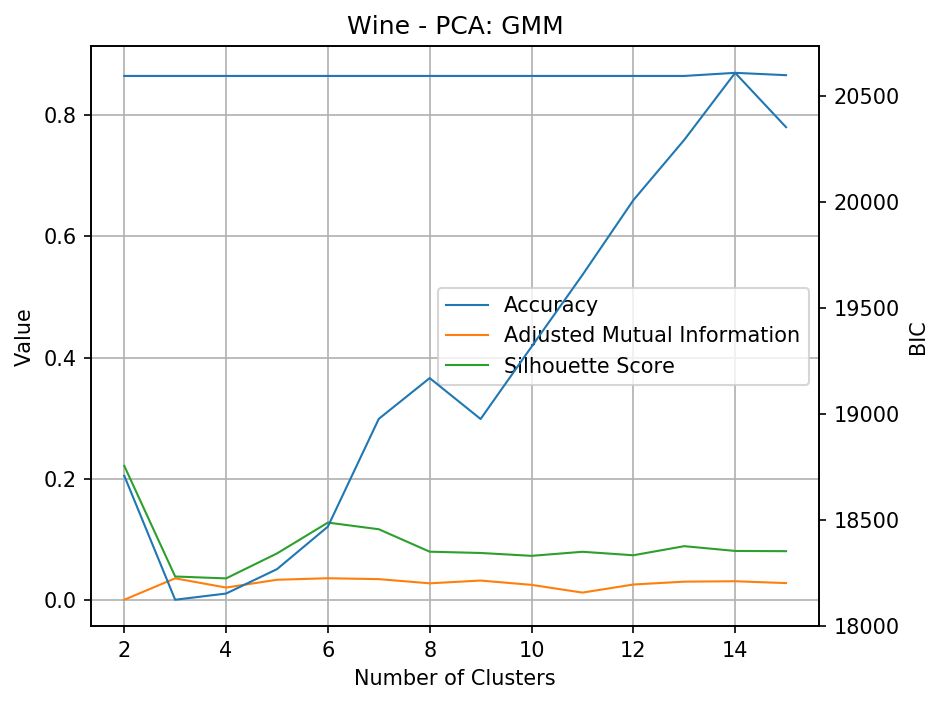 Wine - PCA: GMM
Value
0.8
0.6
0.4
0.2
0.0
Accuracy
Adjusted Mutual Information
Silhouette Score
20500
20000
19500
19000
18500
18000
BIC
2 4 6 8 10 12 14
Number of Clusters